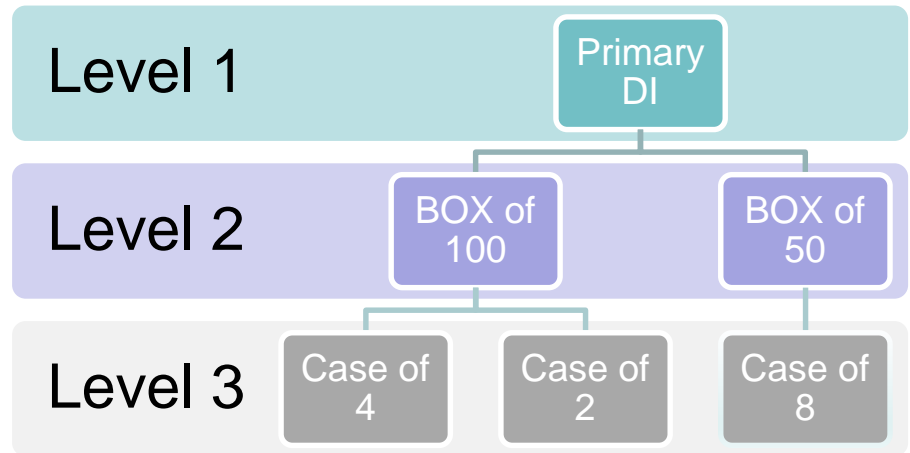 Level 1
Primary
DI
Level 2
BOX of
100
BOX of
50
Level 3
Case of
4
Case of
2
Case of
8